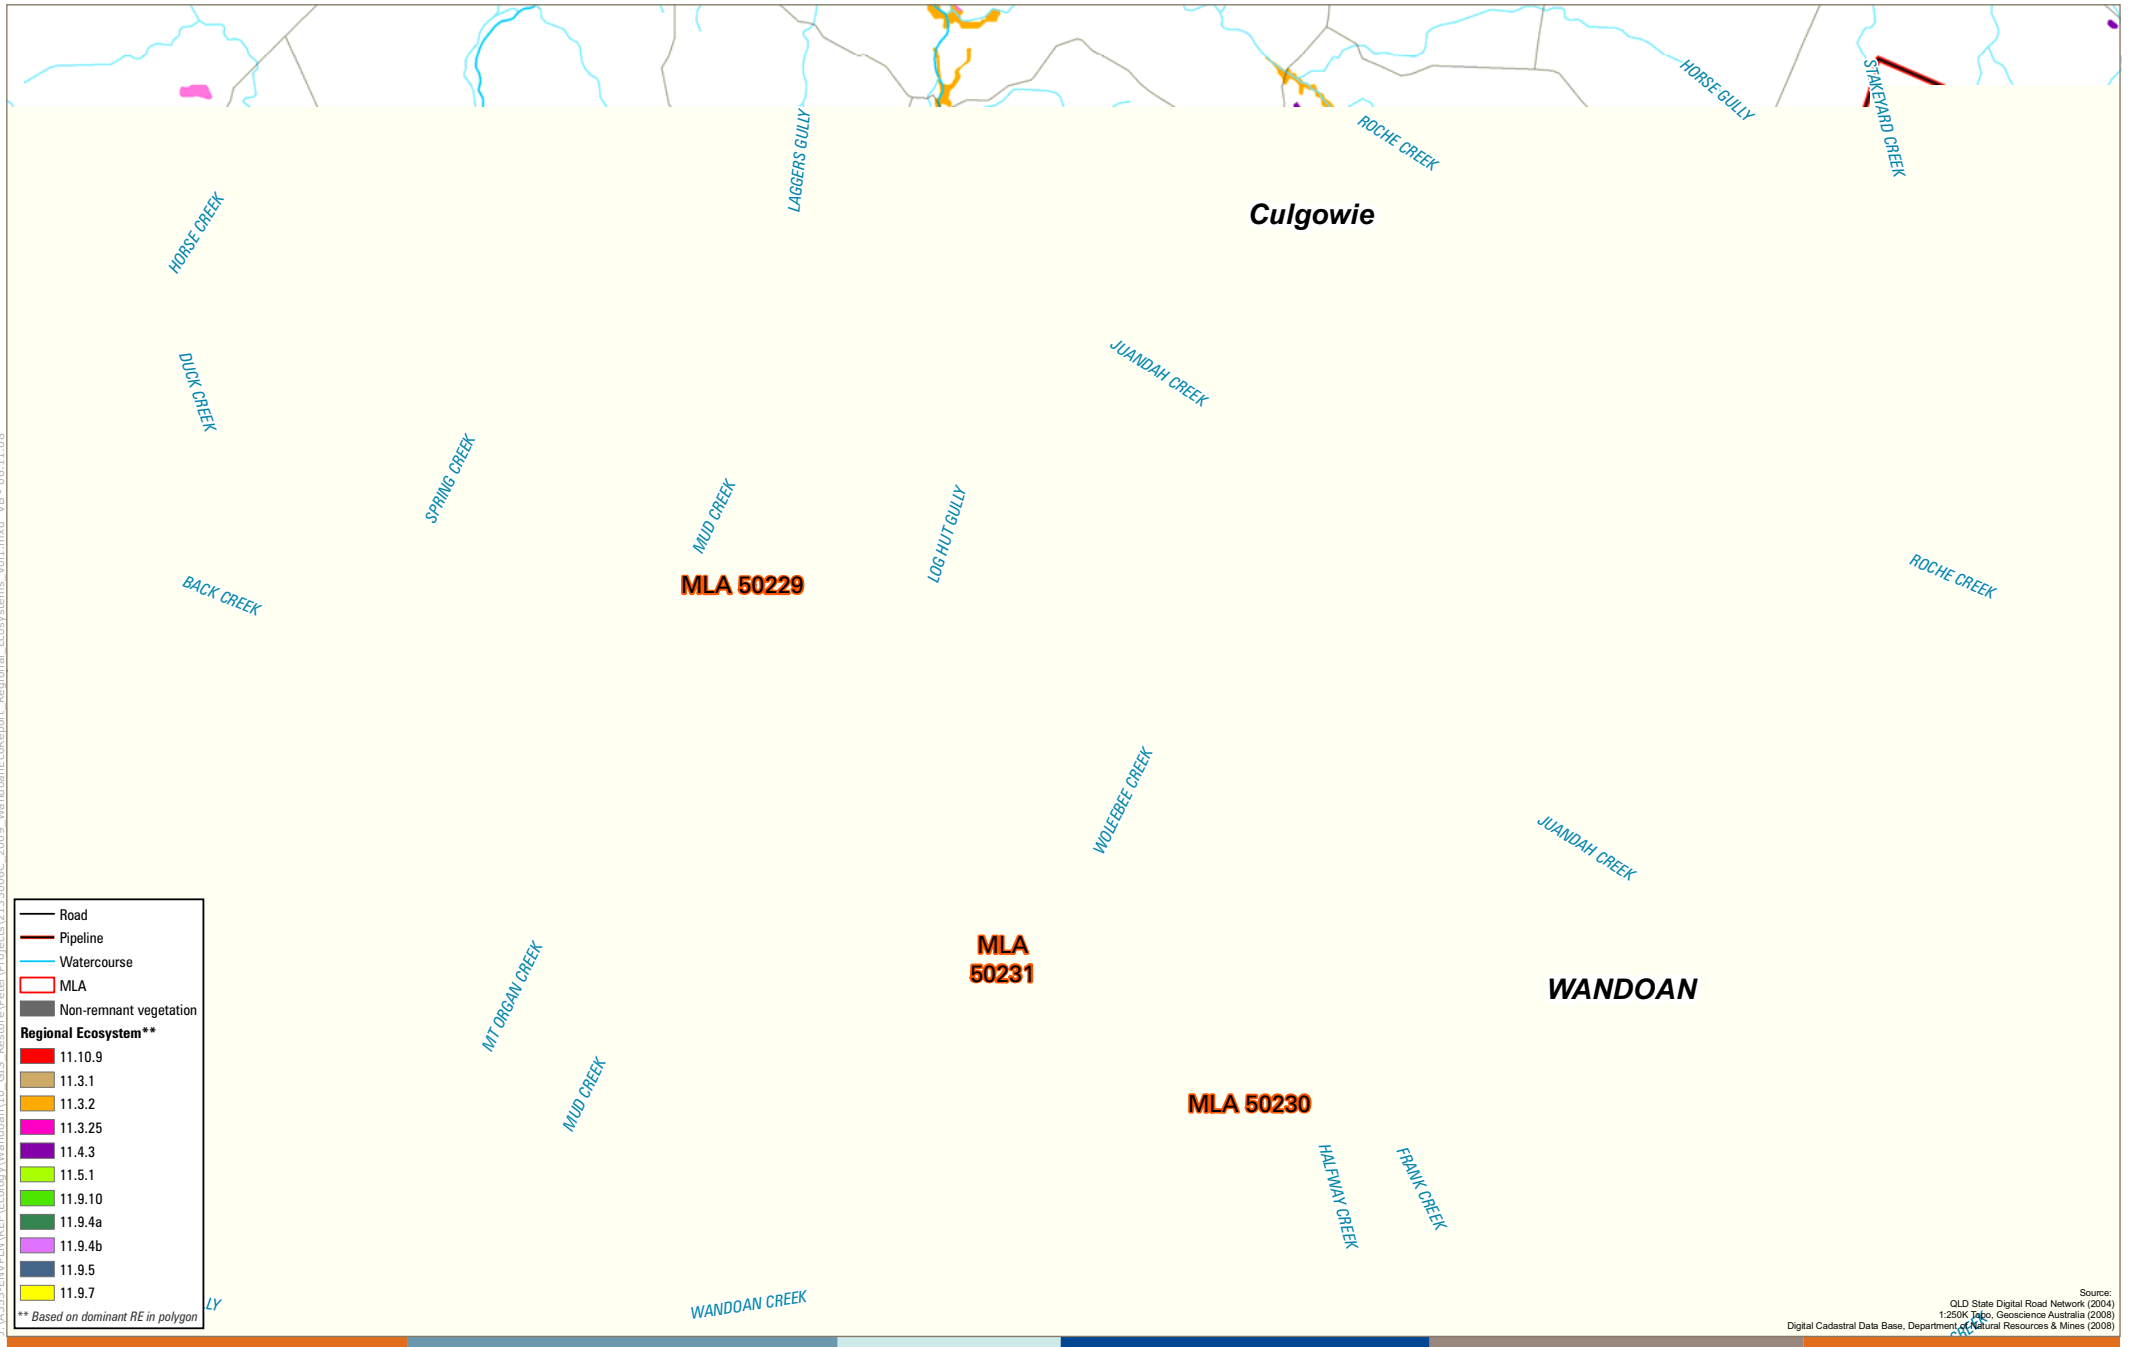 HORSE GULLY
STAKEYARD CREEK
LAGGERS GULLY
ROCHE CREEK
Culgowie
HORSE CREEK
JUANDAH CREEK
DUCK CREEK
SPRING CREEK
MUD CREEK
LOG HUT GULLY
MLA 50229
BACK CREEK
ROCHE CREEK
WOLEEBEE CREEK
JUANDAH CREEK
MLA
50231
WANDOAN
MT ORGAN CREEK
MUD CREEK
MLA 50230
HALFWAY CREEK
FRANK CREEK
WANDOAN CREEK
LY
CREEK
Road
Pipeline
Watercourse
MLA
Non-remnant vegetation
Regional Ecosystem**
11.10.9
11.3.1
11.3.2
11.3.25
11.4.3
11.5.1
11.9.10
11.9.4a
11.9.4b
11.9.5
11.9.7
** Based on dominant RE in polygon
Source:
QLD State Digital Road Network (2004)
1:250K Topo, Geoscience Australia (2008)
Digital Cadastral Data Base, Department of Natural Resources & Mines (2008)